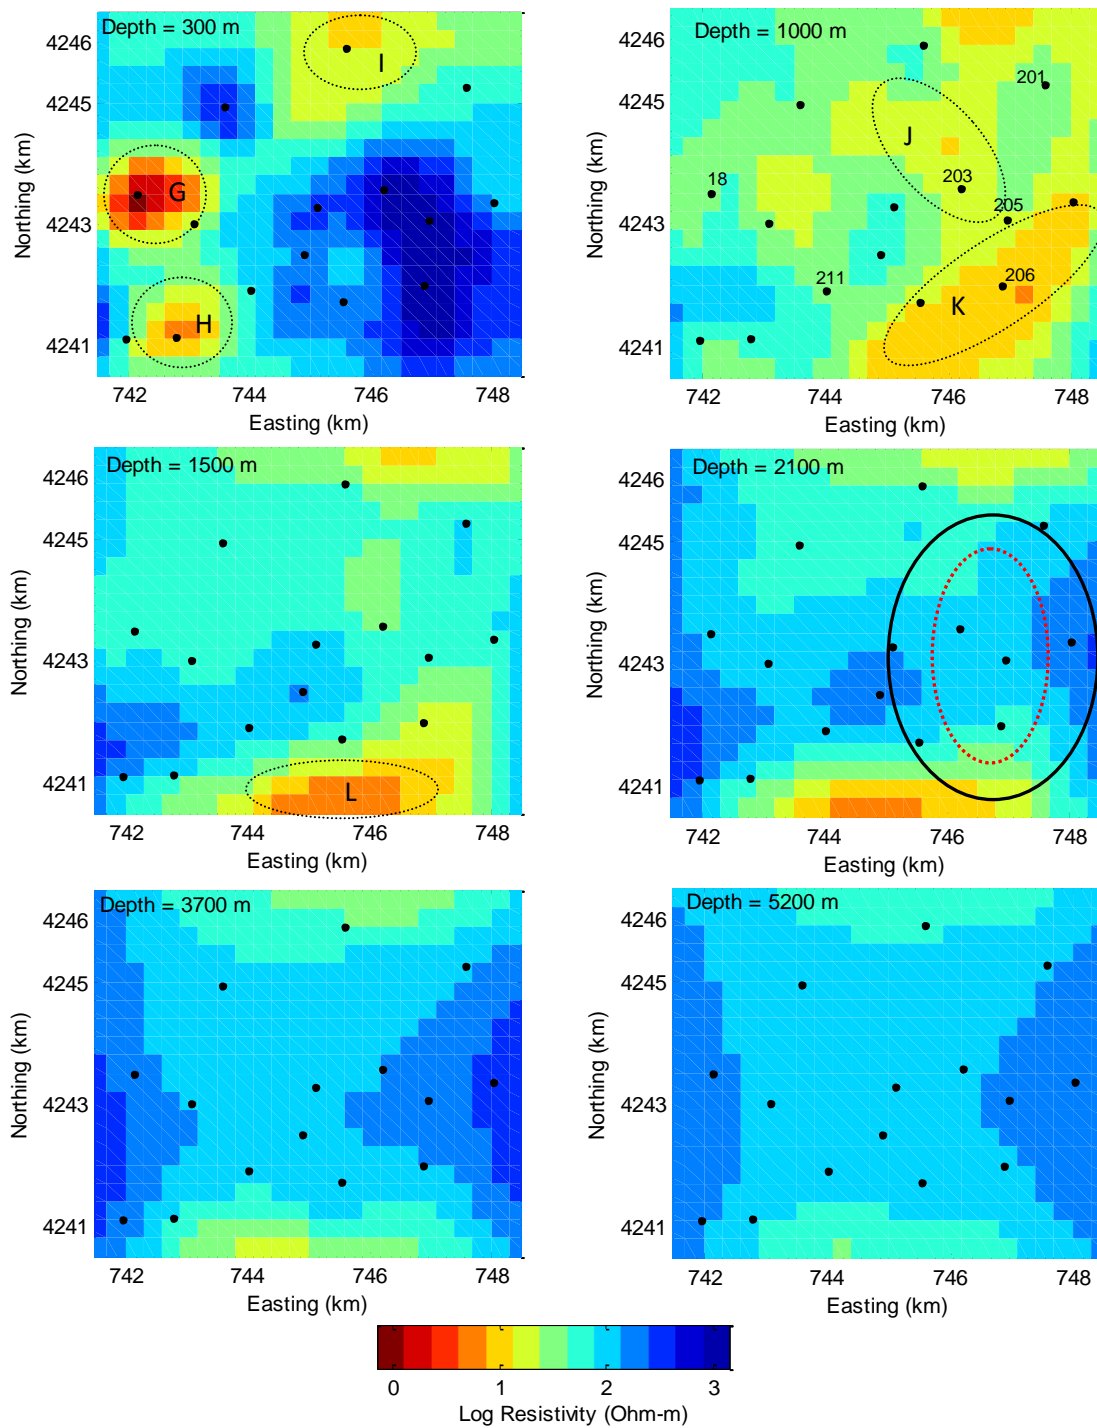 Depth = 300 m
4246
4245
4243
4241
Northing (km)
I
G
H
742
744
746
748
Easting (km)
Depth = 1000 m
4246
4245
4243
4241
Northing (km)
201
J
18
203
205
211
206
K
742
744
746
748
Easting (km)
Depth = 1500 m
4246
4245
4243
4241
Northing (km)
L
742
744
746
748
Easting (km)
Depth = 2100 m
4246
4245
4243
4241
Northing (km)
742
744
746
748
Easting (km)
Depth = 3700 m
4246
4245
4243
4241
Northing (km)
742
744
746
748
Easting (km)
Depth = 5200 m
4246
4245
4243
4241
Northing (km)
742
744
746
748
Easting (km)
0 1 2 3
Log Resistivity (Ohm-m)